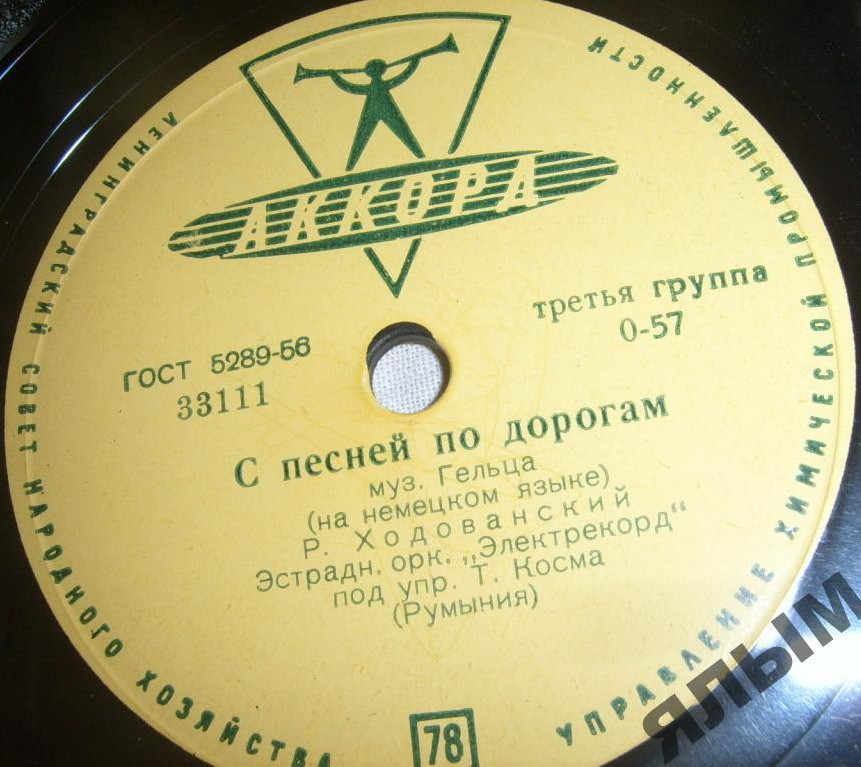 ЛЕНИНГРАДСКИЙ СОВЕТ НАРОДНОГО ХОЗЯЙСТВА
УПРАВЛЕНИЕ ХИМИЧЕСКОЙ ПРОМЫШЛЕННОСТИ
АККОРД
ГОСТ 5289-56
33111
третья группа
0-57
С песней по дорогам
муз. Гельца
(на немецком языке)
Р. Ходованский
Эстрадн. орк. „Электрекорд"
под упр. Т. Косма
(Румыния)
78
ЯЛЫМ